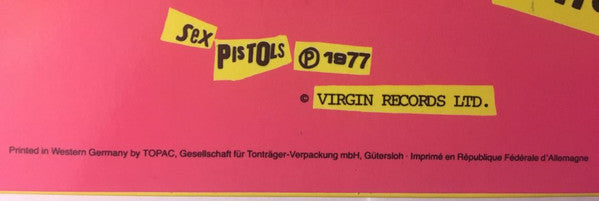 sex
PISTOLS ℗ 1977
© VIRGIN RECORDS LTD.
Printed in Western Germany by TOPAC, Gesellschaft für Tonträger-Verpackung mbH, Gütersloh · Imprimé en République Fédérale d'Allemagne